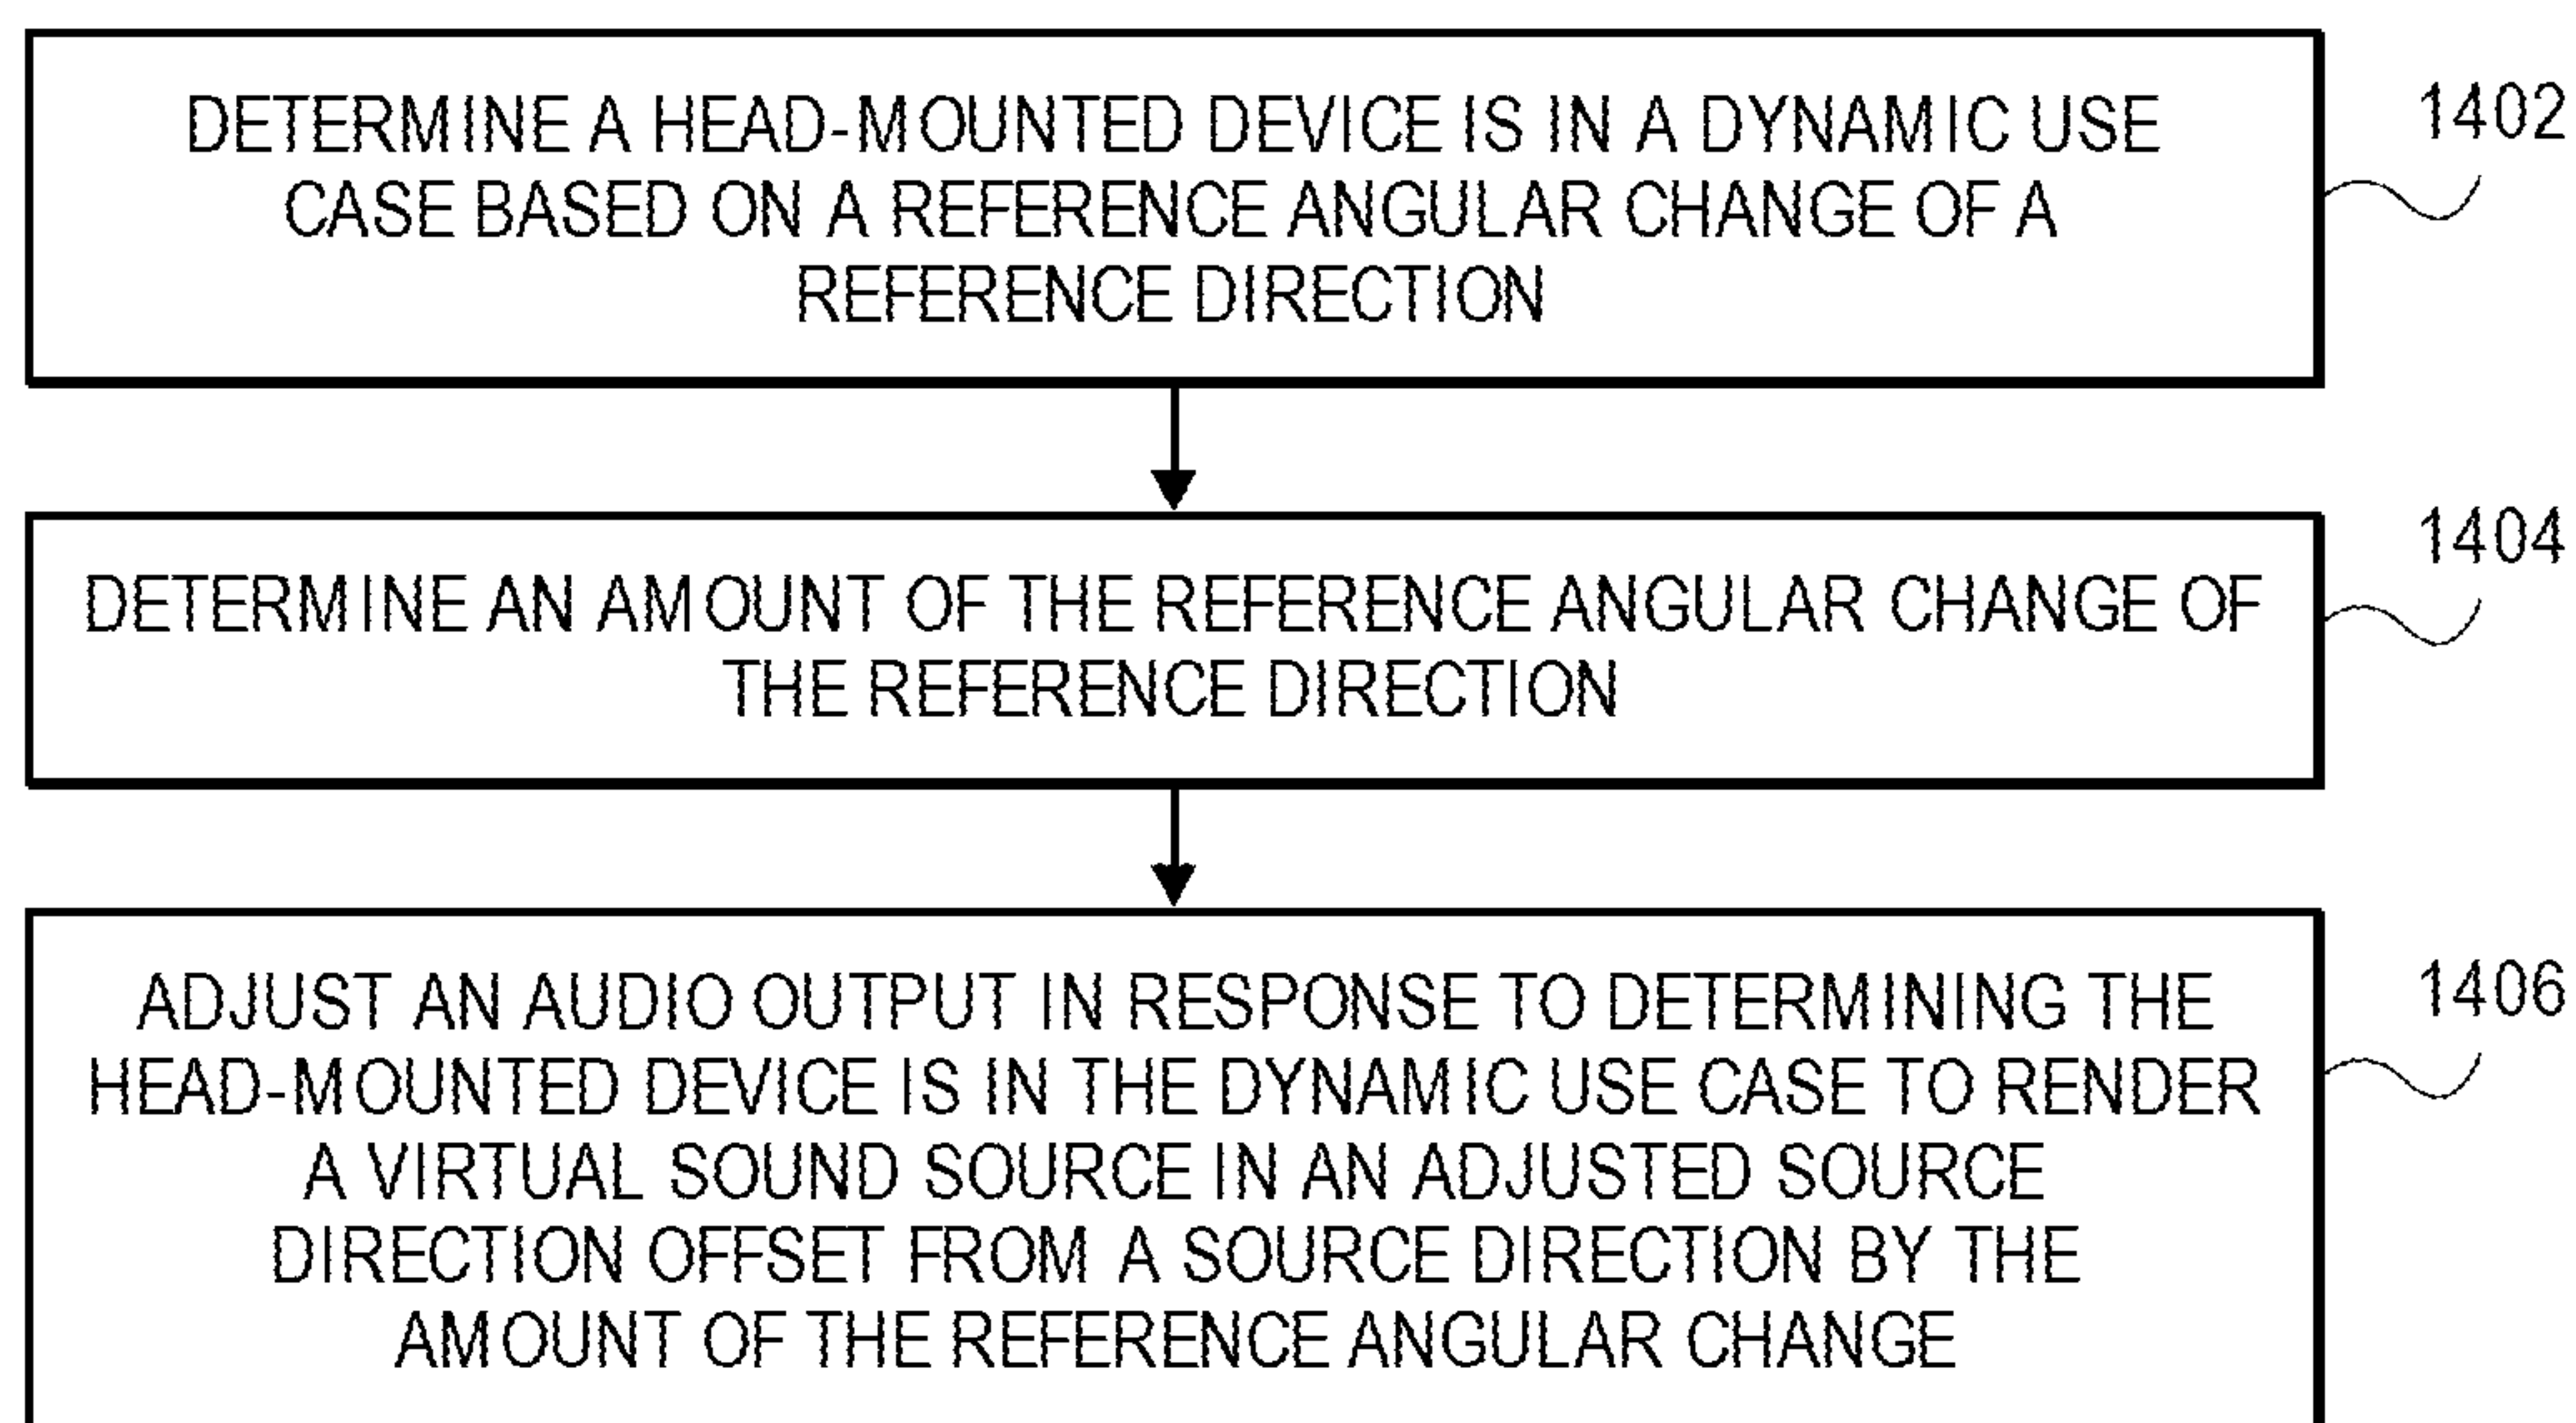 DETERMINE A HEAD-MOUNTED DEVICE IS IN A DYNAMIC USE
CASE BASED ON A REFERENCE ANGULAR CHANGE OF A
REFERENCE DIRECTION
1402
DETERMINE AN AMOUNT OF THE REFERENCE ANGULAR CHANGE OF
THE REFERENCE DIRECTION
1404
ADJUST AN AUDIO OUTPUT IN RESPONSE TO DETERMINING THE
HEAD-MOUNTED DEVICE IS IN THE DYNAMIC USE CASE TO RENDER
A VIRTUAL SOUND SOURCE IN AN ADJUSTED SOURCE
DIRECTION OFFSET FROM A SOURCE DIRECTION BY THE
AMOUNT OF THE REFERENCE ANGULAR CHANGE
1406